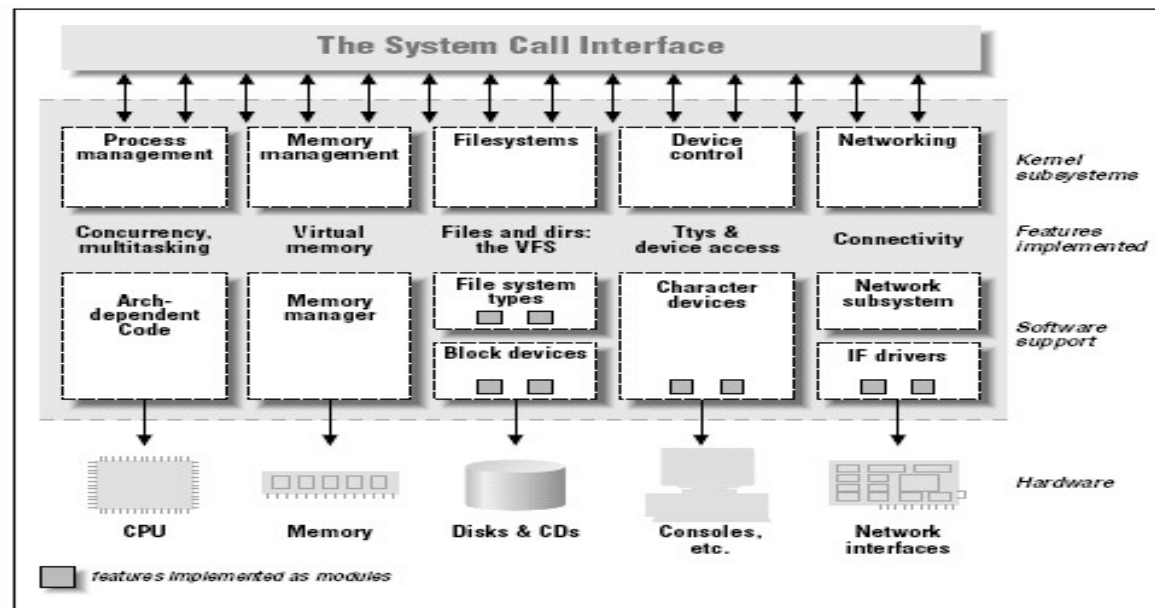 The System Call Interface
Process
management
Memory
management
Filesystems
Device
control
Networking
Kernel
subsystems
Concurrency,
multitasking
Virtual
memory
Files and dirs:
the VFS
Ttys &
device access
Connectivity
Features
implemented
Arch-
dependent
Code
Memory
manager
File system
types
Block devices
Character
devices
Network
subsystem
IF drivers
Software
support
Hardware
CPU
Memory
Disks & CDs
Consoles,
etc.
Network
interfaces
features implemented as modules